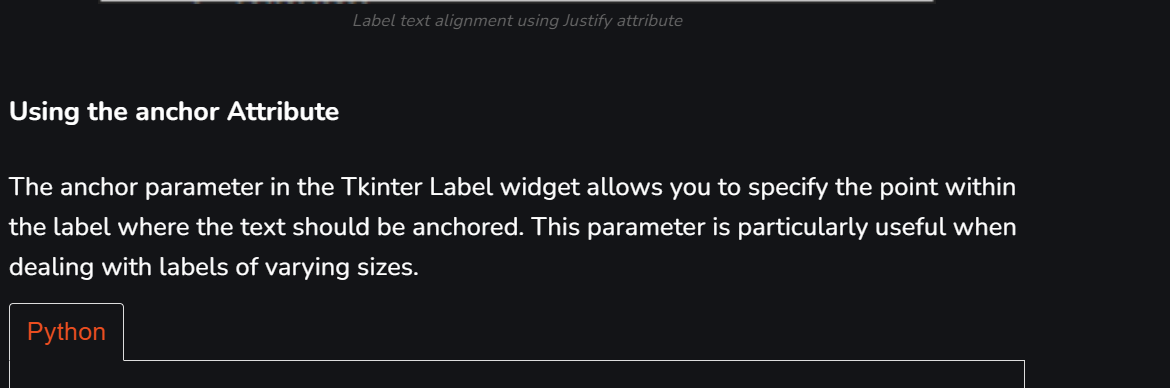 Label text alignment using Justify attribute
Using the anchor Attribute
The anchor parameter in the Tkinter Label widget allows you to specify the point within
the label where the text should be anchored. This parameter is particularly useful when
dealing with labels of varying sizes.
Python